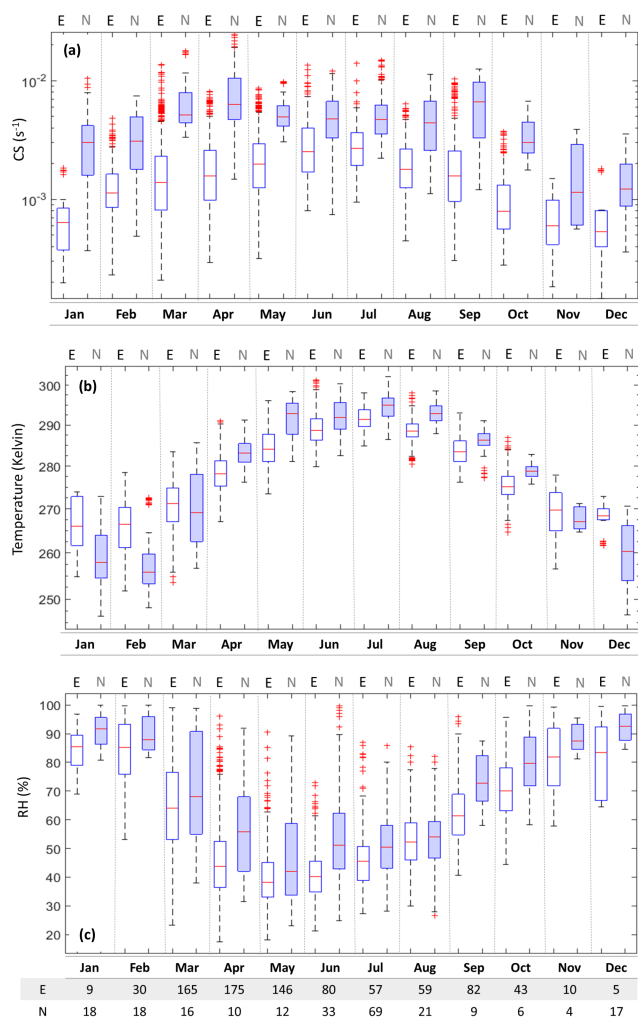 E N E N E N E N E N E N E N E N E N E N E N E N
(a)
CS (s⁻¹)
10⁻²
10⁻³
Jan Feb Mar Apr May Jun Jul Aug Sep Oct Nov Dec
E N E N E N E N E N E N E N E N E N E N E N E N
(b)
Temperature (Kelvin)
300
290
280
270
260
250
Jan Feb Mar Apr May Jun Jul Aug Sep Oct Nov Dec
E N E N E N E N E N E N E N E N E N E N E N E N
RH (%)
100
90
80
70
60
50
40
30
20
(c)
Jan Feb Mar Apr May Jun Jul Aug Sep Oct Nov Dec
E 9 30 165 175 146 80 57 59 82 43 10 5
N 18 18 16 10 12 33 69 21 9 6 4 17